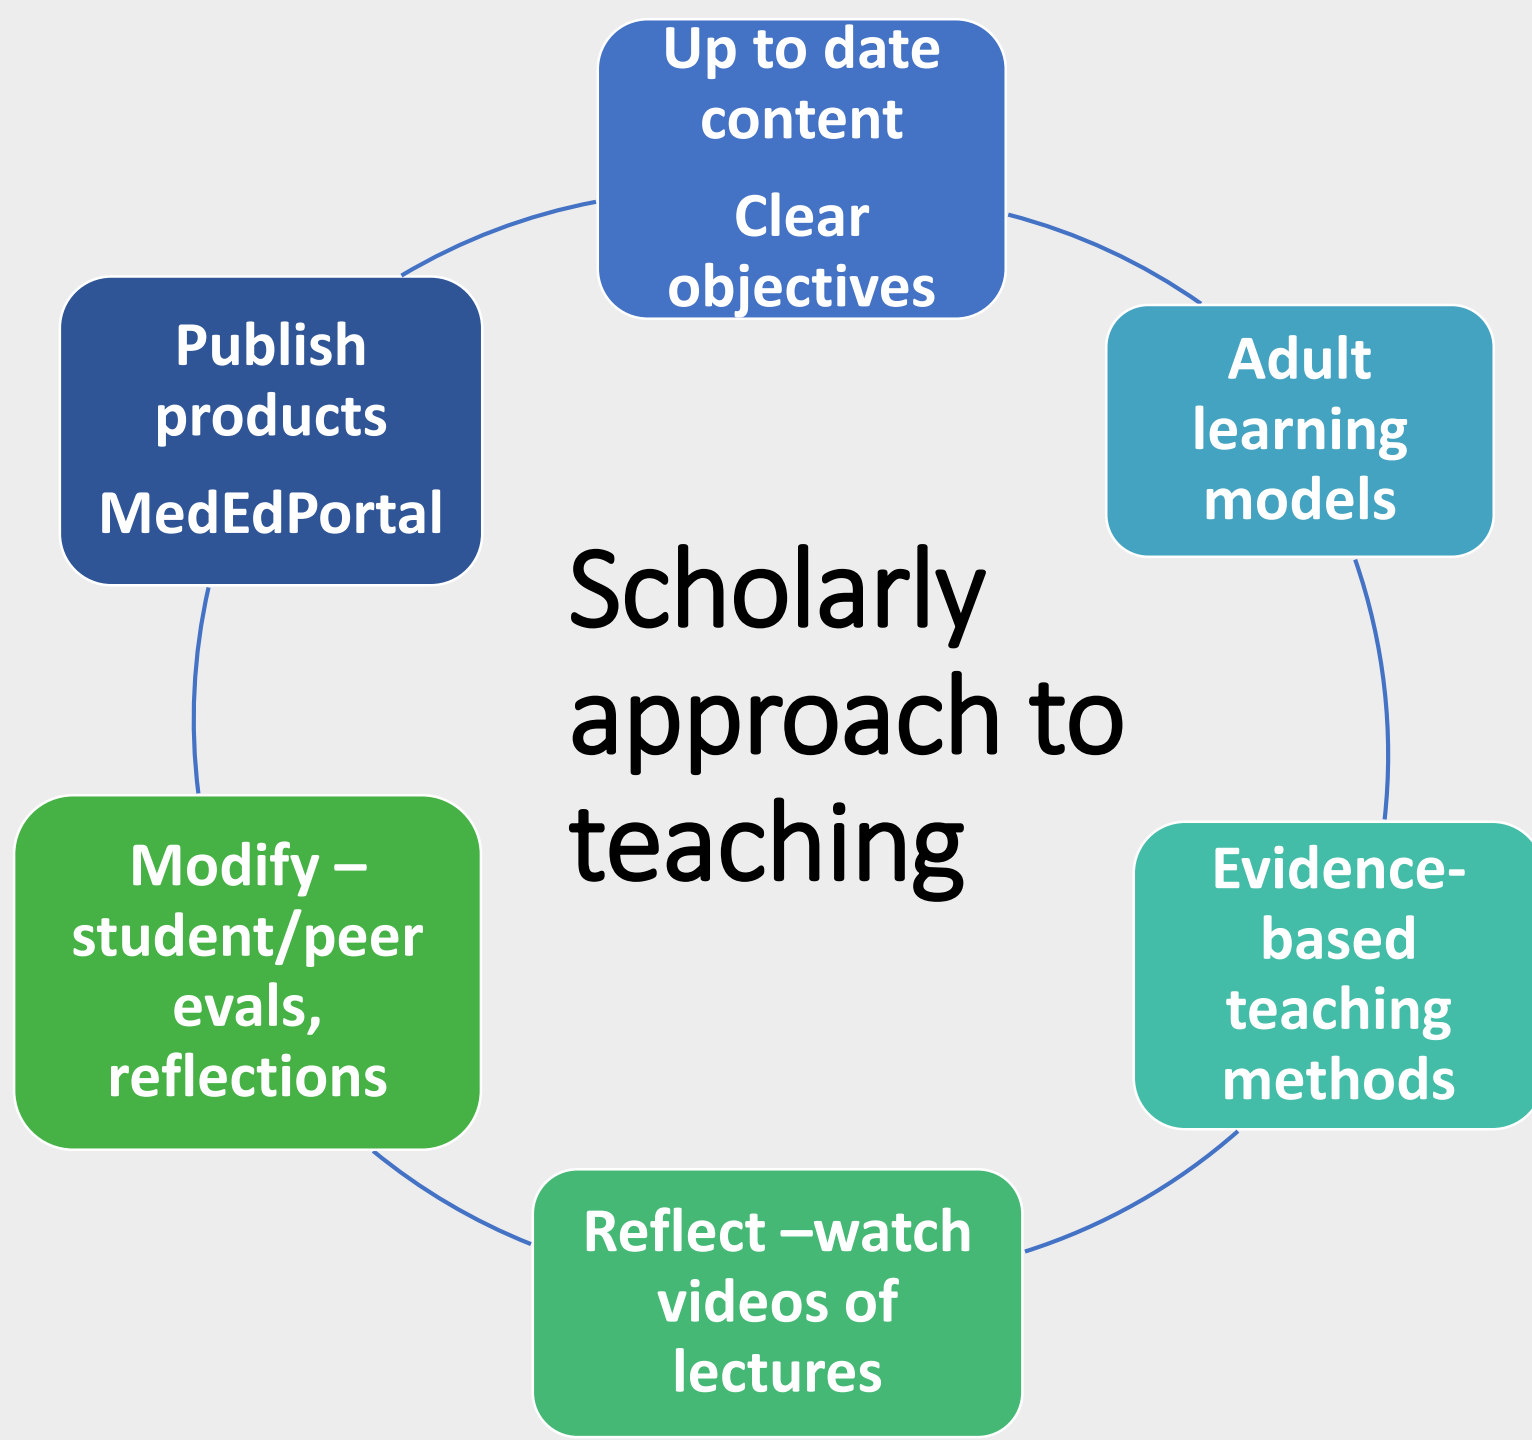 Up to date
content
Clear
objectives
Adult
learning
models
Evidence-
based
teaching
methods
Reflect –watch
videos of
lectures
Modify –
student/peer
evals,
reflections
Publish
products
MedEdPortal
Scholarly
approach to
teaching